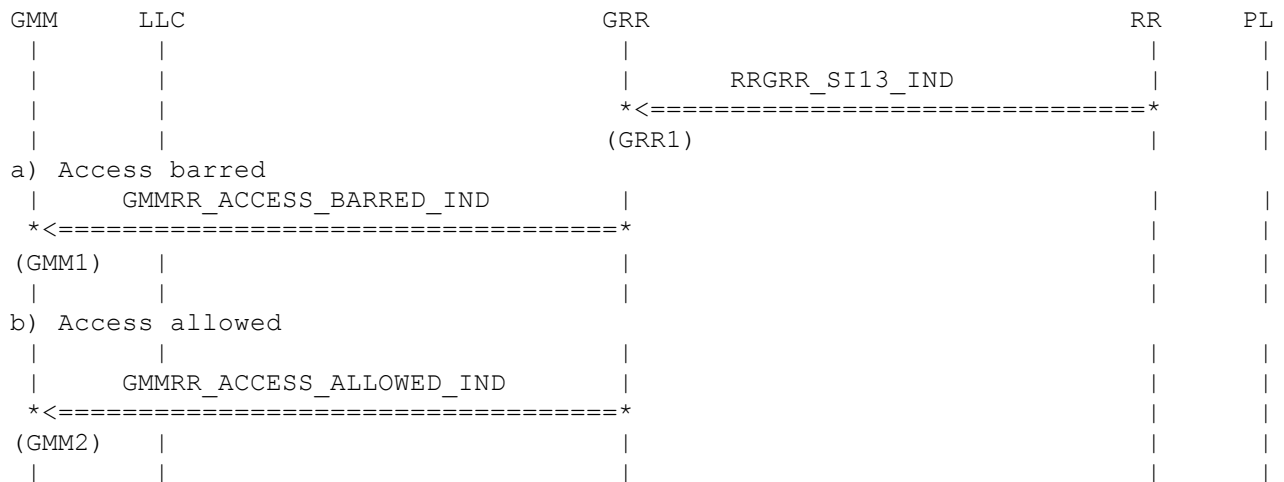 GMM LLC GRR RR PL
RRGRR_SI13_IND
(GRR1)
a) Access barred
GMMRR_ACCESS_BARRED_IND
(GMM1)
b) Access allowed
GMMRR_ACCESS_ALLOWED_IND
(GMM2)